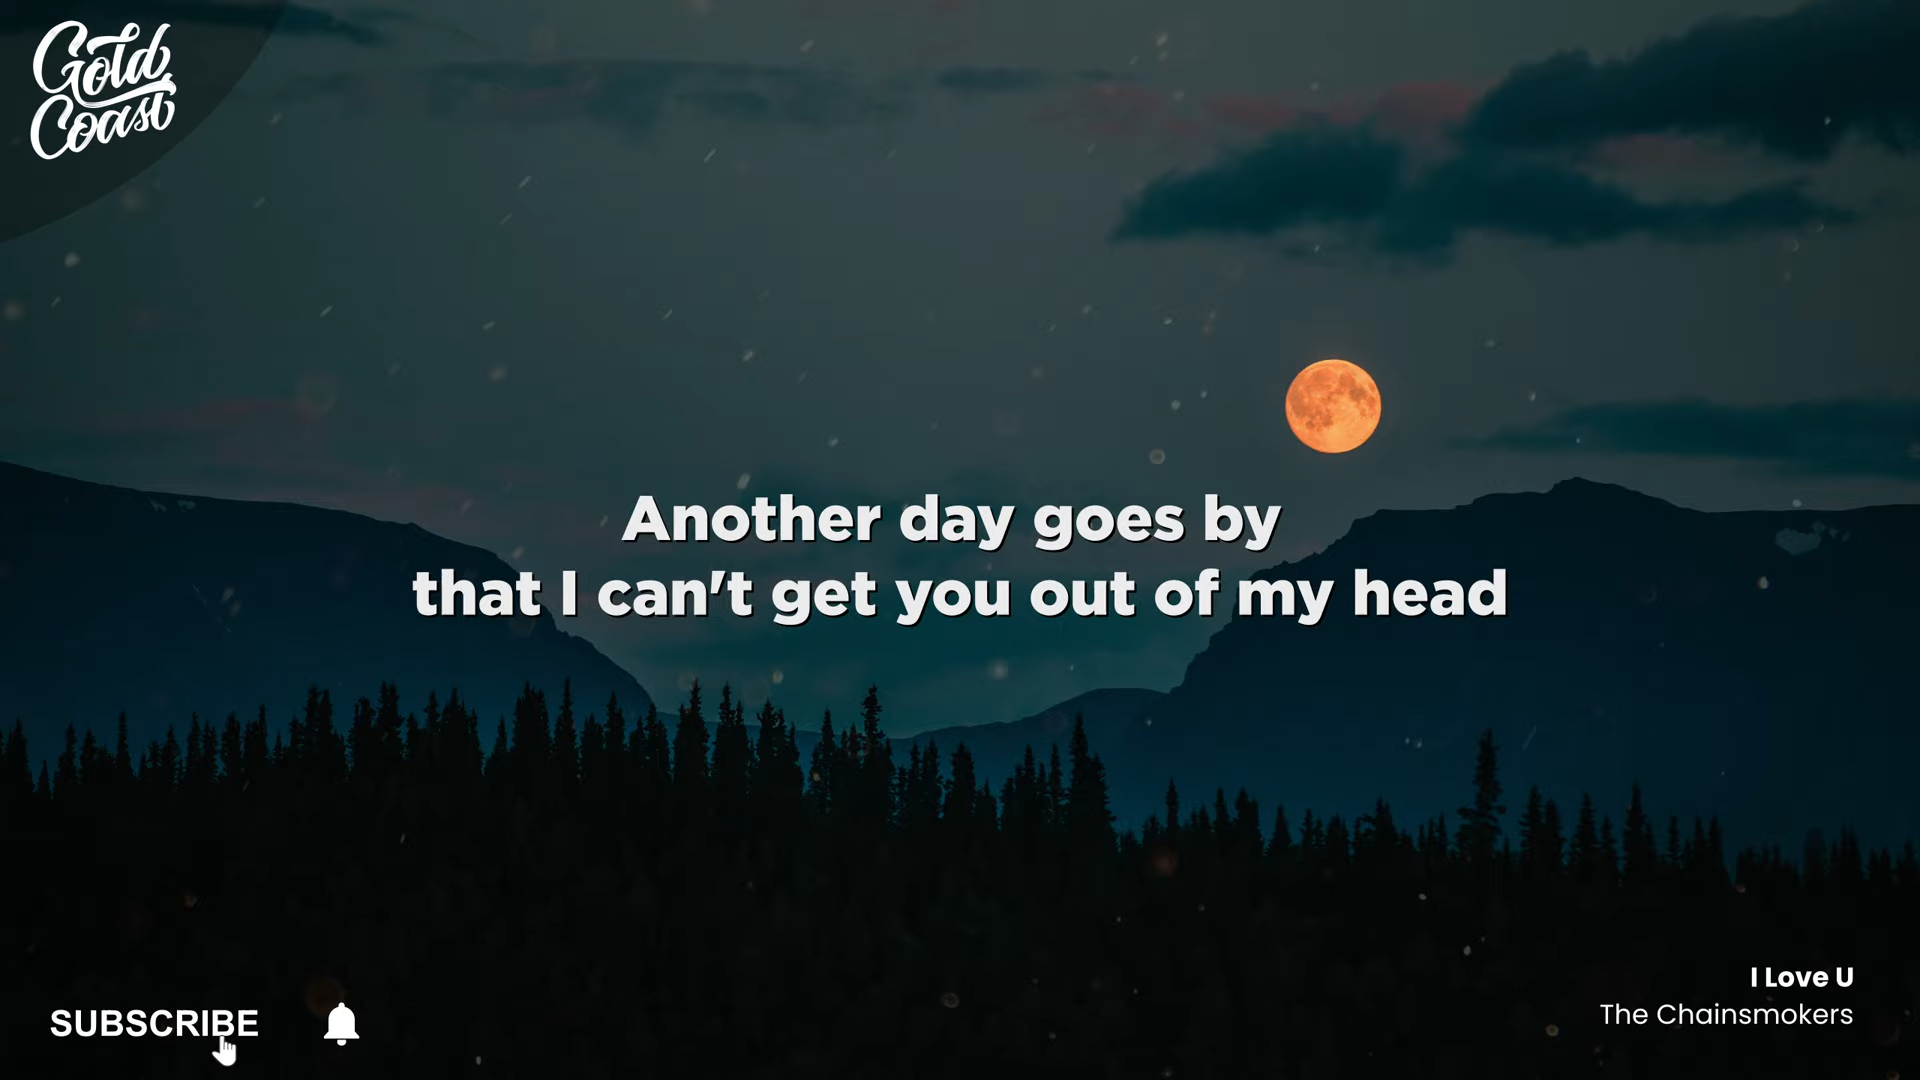 Gold
Coast
Another day goes by
that I can't get you out of my head
I Love U
The Chainsmokers
SUBSCRIBE